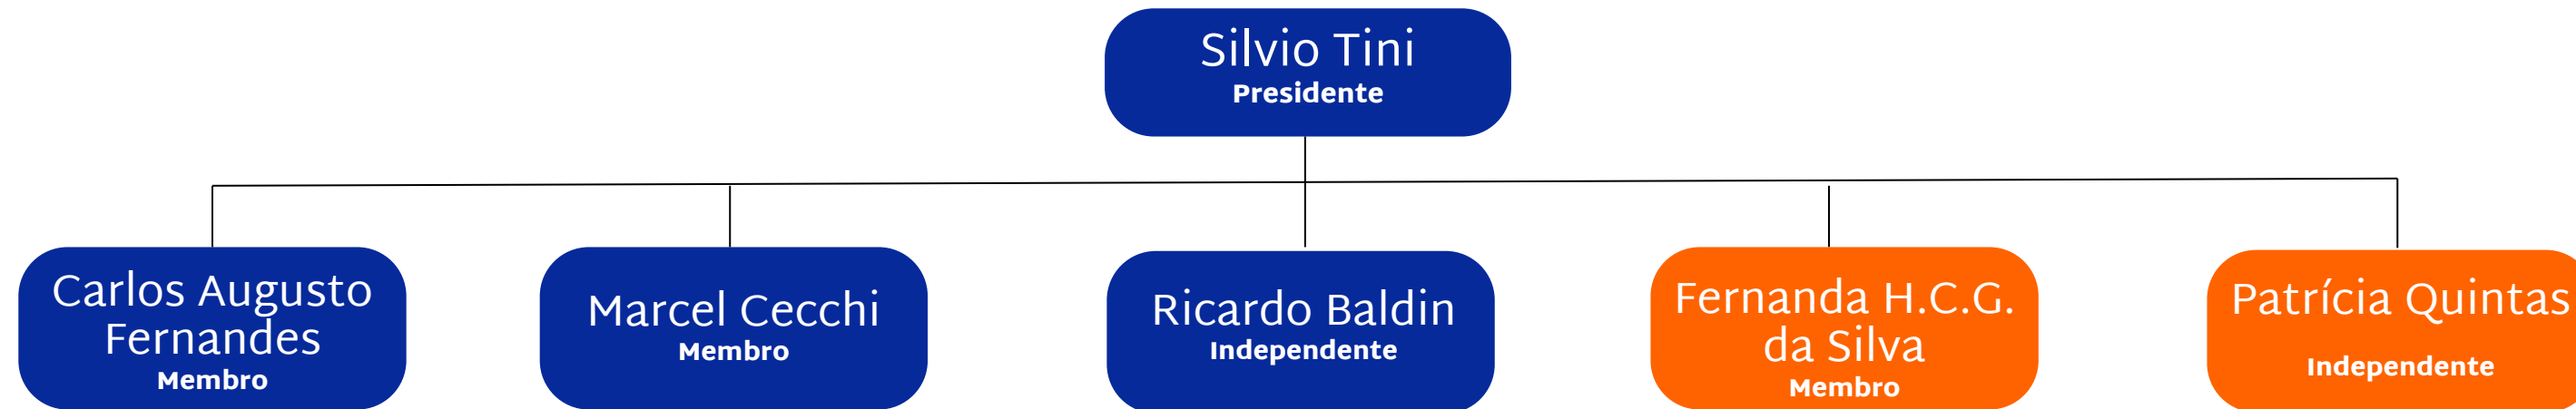 Silvio Tini
Presidente
Carlos Augusto
Fernandes
Membro
Marcel Cecchi
Membro
Ricardo Baldin
Independente
Fernanda H.C.G.
da Silva
Membro
Patrícia Quintas
Independente